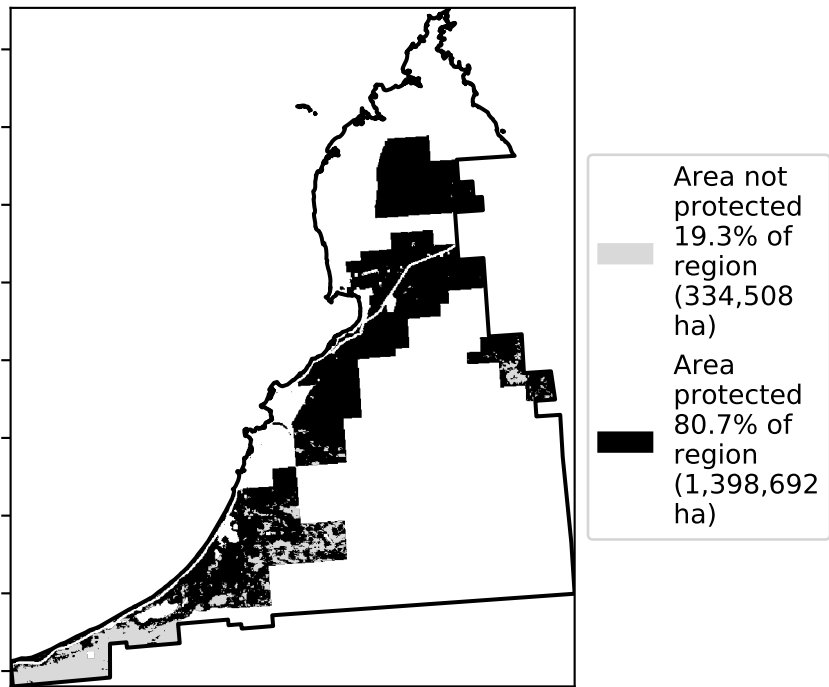 Area not
protected
19.3% of
region
(334,508
ha)
Area
protected
80.7% of
region
(1,398,692
ha)